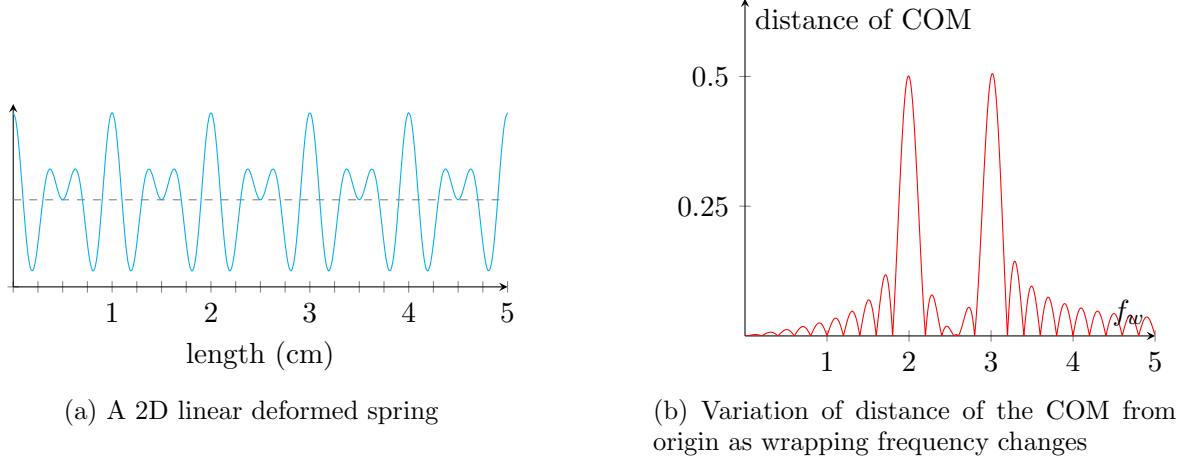 1
2
3
4
5
length (cm)
(a) A 2D linear deformed spring
distance of COM
0.5
0.25
f_w
1
2
3
4
5
(b) Variation of distance of the COM from
origin as wrapping frequency changes